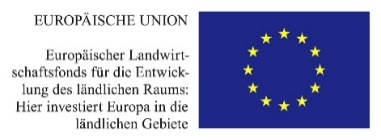 EUROPÄISCHE UNION
Europäischer Landwirt-
schaftsfonds für die Entwick-
lung des ländlichen Raums:
Hier investiert Europa in die
ländlichen Gebiete